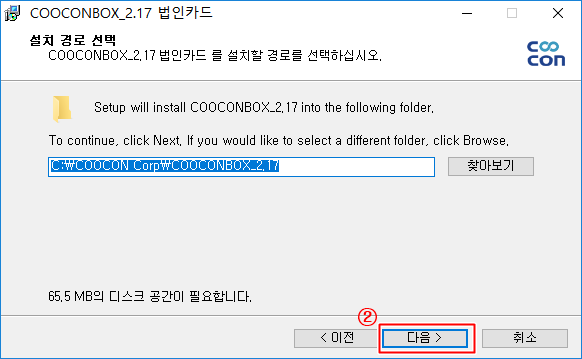 COOCONBOX_2.17 법인카드
설치 경로 선택
COOCONBOX_2.17 법인카드 를 설치할 경로를 선택하십시오.
coo
con
Setup will install COOCONBOX_2.17 into the following folder.
To continue, click Next. If you would like to select a different folder, click Browse.
C:\COOCON Corp\COOCONBOX_2.17 찾아보기
65.5 MB의 디스크 공간이 필요합니다.
②
< 이전 다음 > 취소